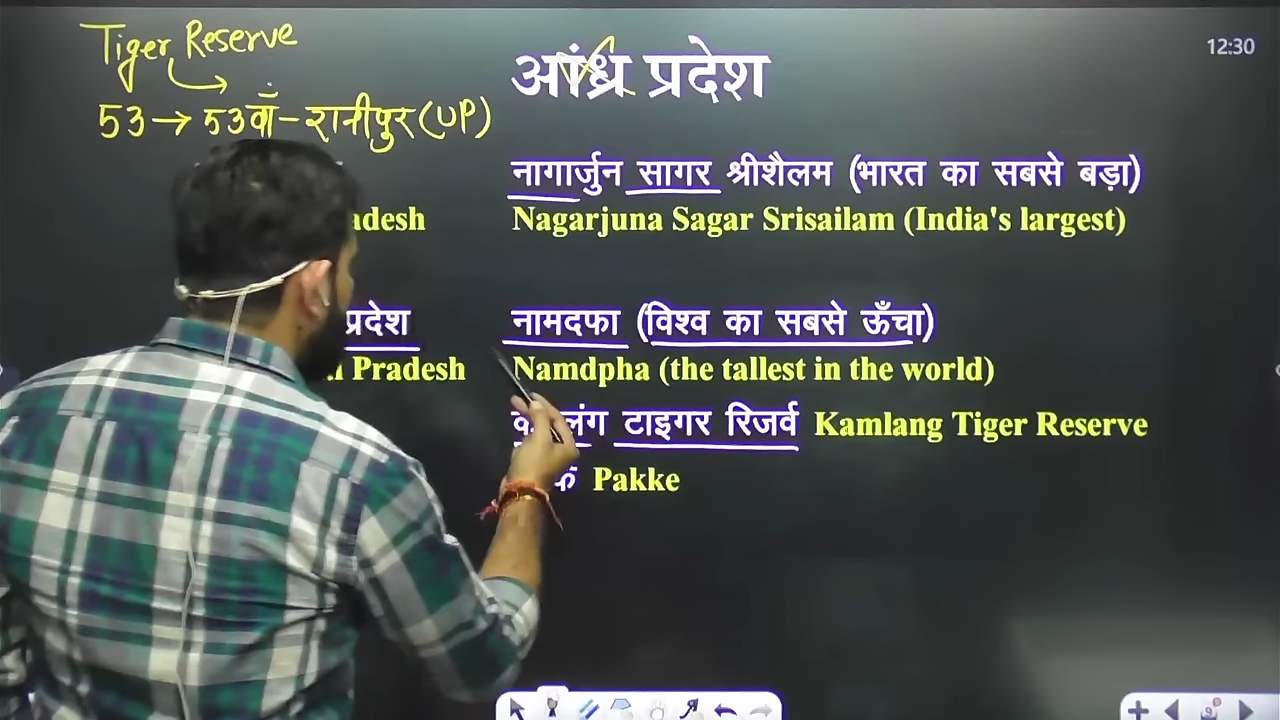 Tiger Reserve
12:30
आंध्र प्रदेश
53 → 53वाँ - रानीपुर (UP)
नागार्जुन सागर श्रीशैलम (भारत का सबसे बड़ा)
Nagarjuna Sagar Srisailam (India's largest)
प्रदेश नामदफा (विश्व का सबसे ऊँचा)
Pradesh Namdpha (the tallest in the world)
टाइगर रिजर्व Kamlang Tiger Reserve
Pakke